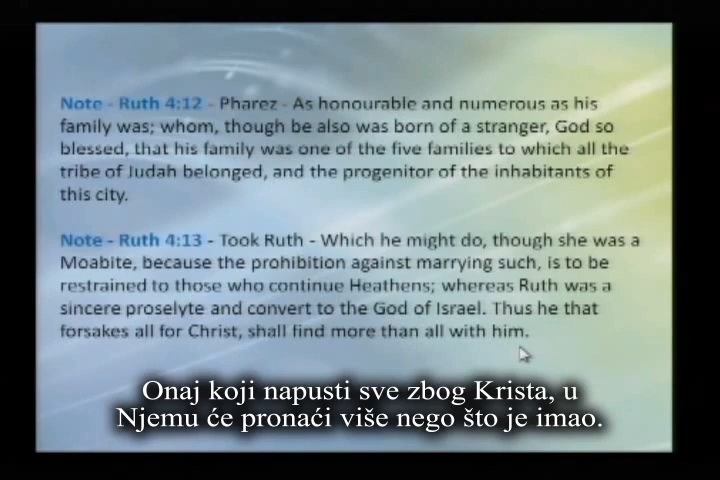 Note - Ruth 4:12 - Pharez - As honourable and numerous as his
family was; whom, though be also was born of a stranger, God so
blessed, that his family was one of the five families to which all the
tribe of Judah belonged, and the progenitor of the inhabitants of
this city.
Note - Ruth 4:13 - Took Ruth - Which he might do, though she was a
Moabite, because the prohibition against marrying such, is to be
restrained to those who continue Heathens; whereas Ruth was a
sincere proselyte and convert to the God of Israel. Thus he that
forsakes all for Christ, shall find more than all with him.
Onaj koji napusti sve zbog Krista, u
Njemu će pronaći više nego što je imao.